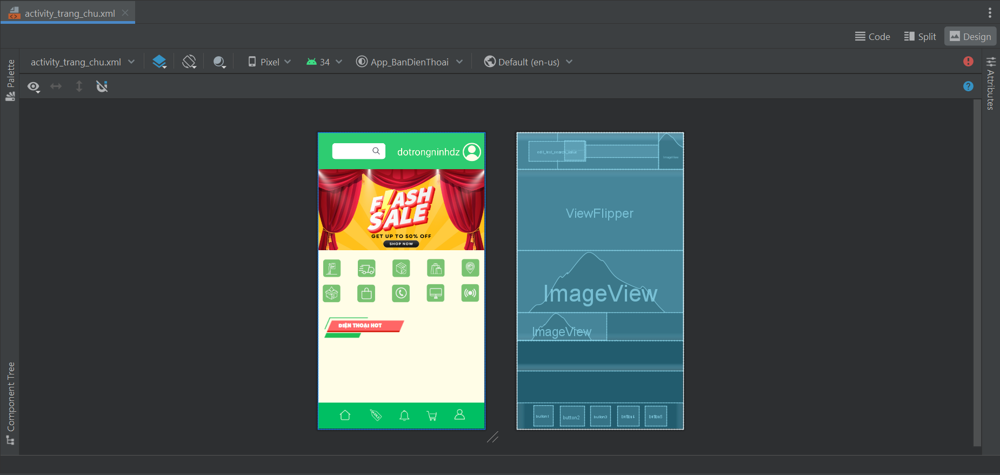 activity_trang_chu.xml
Code
Split
Design
activity_trang_chu.xml
Pixel
34
App_BanDienThoai
Default (en-us)
Palette
Attributes
Component Tree
dotrongninhdz
FLASH
SALE
GET UP TO 50% OFF
SHOP NOW
SALE
ĐIỆN THOẠI HOT
edit_test_search_value
ImageView
ViewFlipper
ImageView
ImageView
button1
button2
button3
button4
button5